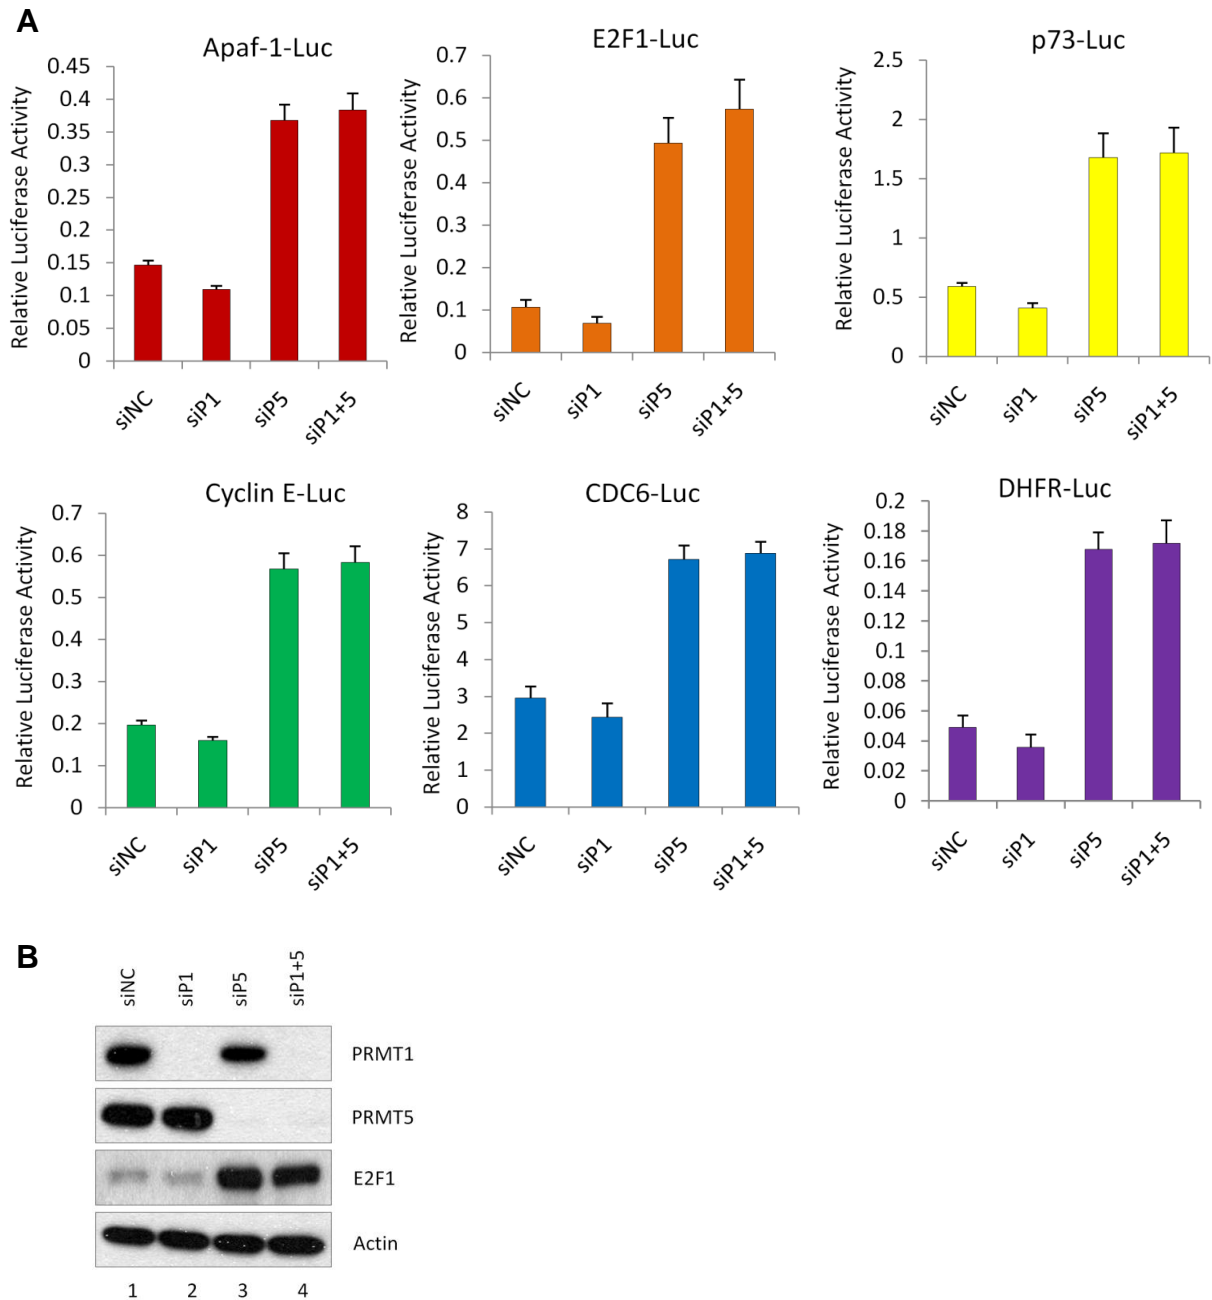 A
Apaf-1-Luc
Relative Luciferase Activity
0.45
0.4
0.35
0.3
0.25
0.2
0.15
0.1
0.05
0
siNC
siP1
siP5
siP1+5
E2F1-Luc
Relative Luciferase Activity
0.7
0.6
0.5
0.4
0.3
0.2
0.1
0
siNC
siP1
siP5
siP1+5
p73-Luc
Relative Luciferase Activity
2.5
2
1.5
1
0.5
0
siNC
siP1
siP5
siP1+5
Cyclin E-Luc
Relative Luciferase Activity
0.7
0.6
0.5
0.4
0.3
0.2
0.1
0
siNC
siP1
siP5
siP1+5
CDC6-Luc
Relative Luciferase Activity
8
7
6
5
4
3
2
1
0
siNC
siP1
siP5
siP1+5
DHFR-Luc
Relative Luciferase Activity
0.2
0.18
0.16
0.14
0.12
0.1
0.08
0.06
0.04
0.02
0
siNC
siP1
siP5
siP1+5
B
siNC
siP1
siP5
siP1+5
PRMT1
PRMT5
E2F1
Actin
1 2 3 4